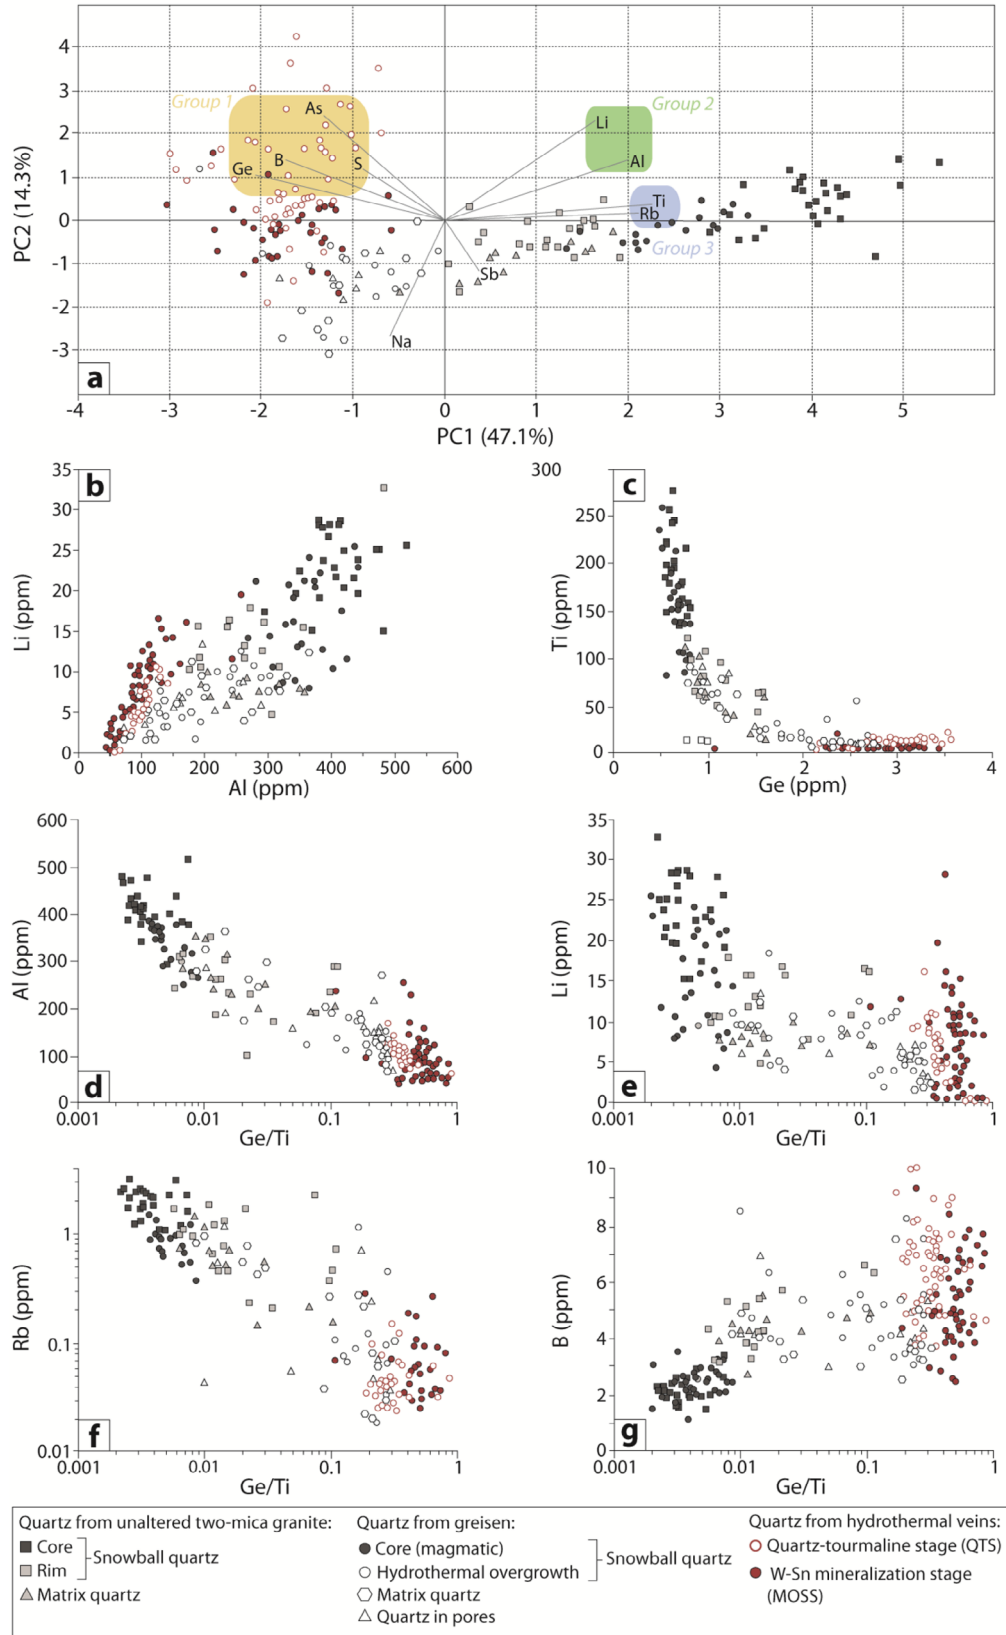 4
3
2
1
0
-1
-2
-3
PC2 (14.3%)
Group 1
As
B
S
Ge
Group 2
Li
Al
Ti
Rb
Group 3
Sb
Na
a
-4
-3
-2
-1
0
1
2
3
4
5
PC1 (47.1%)
b
35
30
25
20
15
10
5
0
Li (ppm)
100
200
300
400
500
600
Al (ppm)
c
300
250
200
150
100
50
0
Ti (ppm)
0
1
2
3
4
Ge (ppm)
d
600
500
400
300
200
100
0
Al (ppm)
0.001
0.01
0.1
1
Ge/Ti
e
35
30
25
20
15
10
5
0
Li (ppm)
0.001
0.01
0.1
1
Ge/Ti
f
1
0.1
0.01
Rb (ppm)
0.001
0.01
0.1
1
Ge/Ti
g
10
8
6
4
2
0
B (ppm)
0.001
0.01
0.1
1
Ge/Ti
Quartz from unaltered two-mica granite:
Core
Rim
Snowball quartz
Matrix quartz
Quartz from greisen:
Core (magmatic)
Hydrothermal overgrowth
Snowball quartz
Matrix quartz
Quartz in pores
Quartz from hydrothermal veins:
Quartz-tourmaline stage (QTS)
W-Sn mineralization stage
(MOSS)